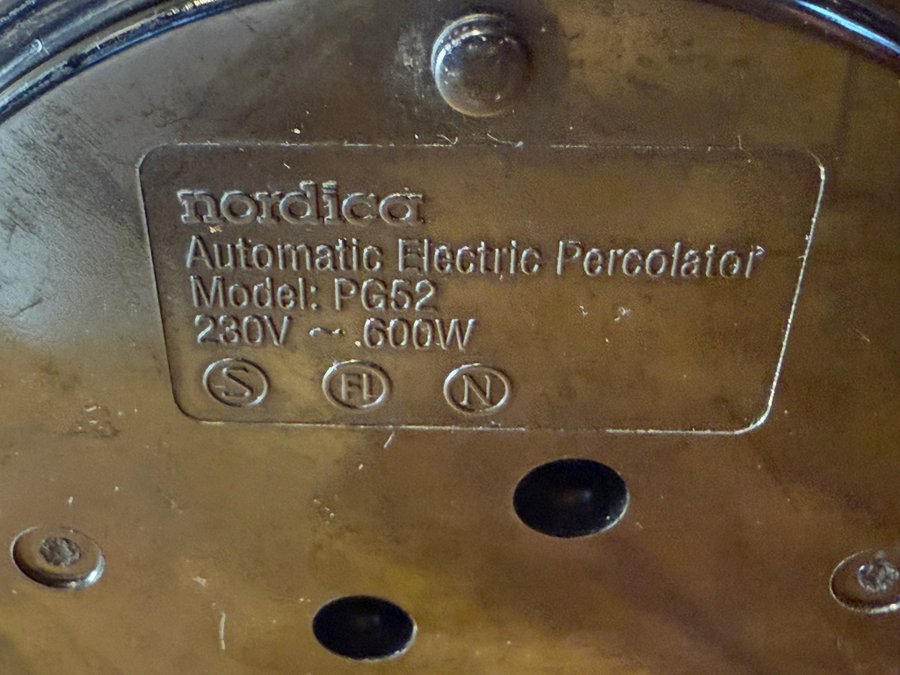 nordica
Automatic Electric Percolator
Model: PG52
230V ~ 600W
S FI N